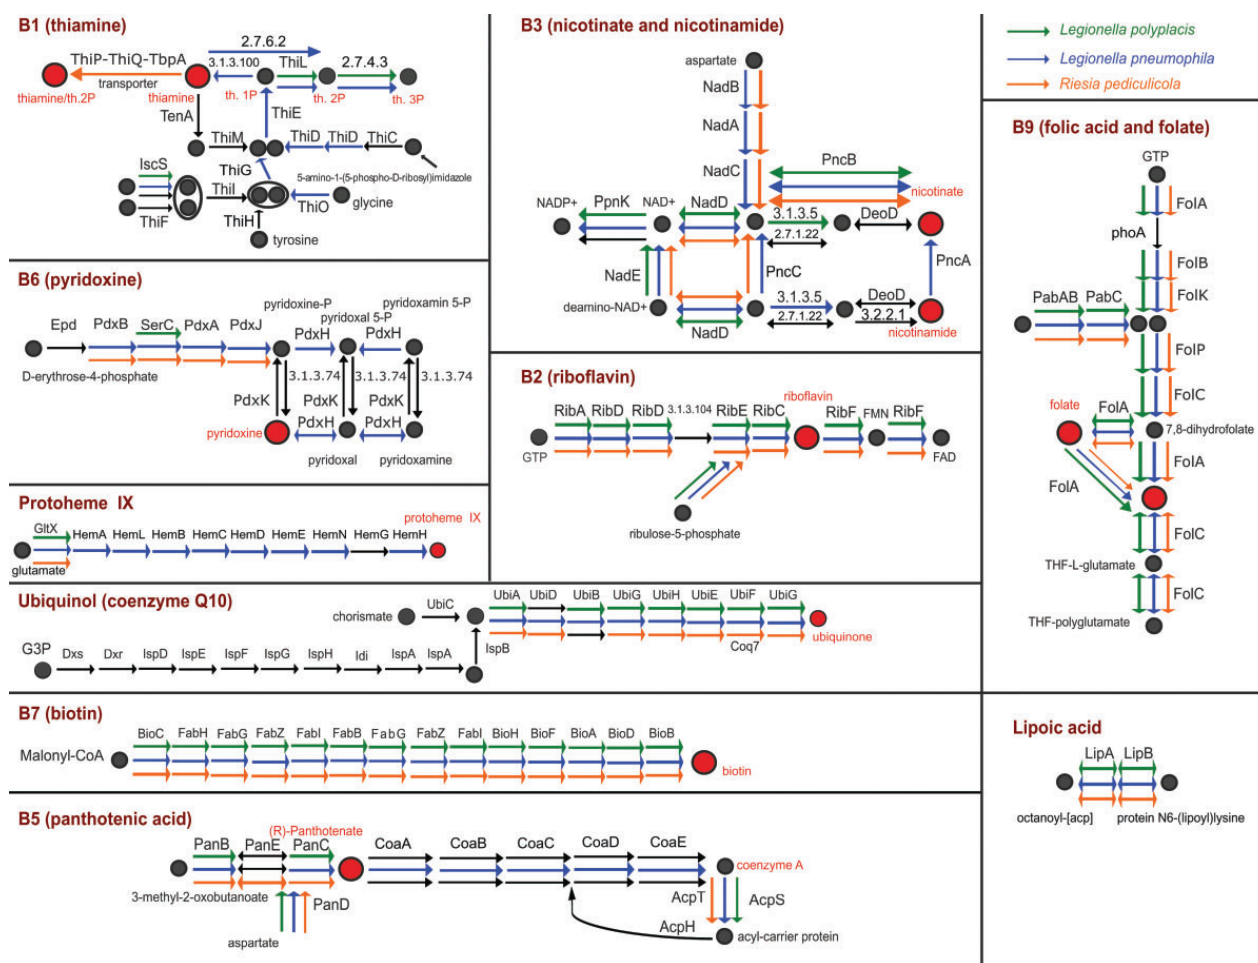 B1 (thiamine)
2.7.6.2
ThiP-ThiQ-TbpA
3.1.3.100
ThiL
2.7.4.3
transporter
thiamine/th.2P
thiamine
th. 1P
th. 2P
th. 3P
TenA
ThiE
ThiM
ThiD
ThiD
ThiC
IscS
ThiG
5-amino-1-(5-phospho-D-ribosyl)imidazole
ThiI
ThiO
glycine
ThiF
ThiH
tyrosine
B3 (nicotinate and nicotinamide)
aspartate
NadB
NadA
NadC
PncB
nicotinate
NADP+
PpnK
NAD+
NadD
3.1.3.5
DeoD
2.7.1.22
NadE
PncC
PncA
deamino-NAD+
3.1.3.5
DeoD
2.7.1.22
3.2.2.1
NadD
nicotinamide
Legionella polyplacis
Legionella pneumophila
Riesia pediculicola
B9 (folic acid and folate)
GTP
FolA
phoA
FolB
PabAB
PabC
FolK
FolP
FolC
folate
FolA
7,8-dihydrofolate
FolA
FolA
FolC
THF-L-glutamate
FolC
THF-polyglutamate
B6 (pyridoxine)
pyridoxine-P
pyridoxamin 5-P
pyridoxal 5-P
Epd
PdxB
SerC
PdxA
PdxJ
PdxH
PdxH
D-erythrose-4-phosphate
3.1.3.74
3.1.3.74
3.1.3.74
PdxK
PdxK
PdxK
pyridoxine
PdxH
PdxH
pyridoxal
pyridoxamine
B2 (riboflavin)
riboflavin
RibA
RibD
RibD
3.1.3.104
RibE
RibC
RibF
FMN
RibF
GTP
FAD
ribulose-5-phosphate
Protoheme IX
protoheme IX
GltX
HemA
HemL
HemB
HemC
HemD
HemE
HemN
HemG
HemH
glutamate
Ubiquinol (coenzyme Q10)
chorismate
UbiC
UbiA
UbiD
UbiB
UbiG
UbiH
UbiE
UbiF
UbiG
ubiquinone
Coq7
IspB
G3P
Dxs
Dxr
IspD
IspE
IspF
IspG
IspH
Idi
IspA
IspA
B7 (biotin)
BioC
FabH
FabG
FabZ
FabI
FabB
FabG
FabZ
FabI
BioH
BioF
BioA
BioD
BioB
Malonyl-CoA
biotin
Lipoic acid
LipA
LipB
octanoyl-[acp]
protein N6-(lipoyl)lysine
B5 (panthotenic acid)
(R)-Panthotenate
PanB
PanE
PanC
CoaA
CoaB
CoaC
CoaD
CoaE
coenzyme A
3-methyl-2-oxobutanoate
PanD
AcpT
AcpS
aspartate
AcpH
acyl-carrier protein